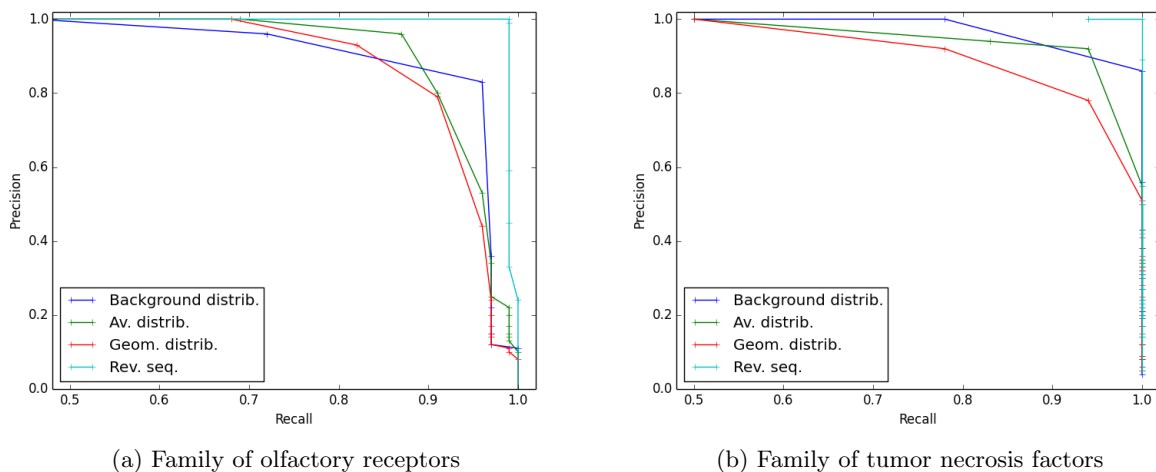 1.0
0.8
0.6
0.4
0.2
0.0
Precision
0.5 0.6 0.7 0.8 0.9 1.0
Recall
Background distrib.
Av. distrib.
Geom. distrib.
Rev. seq.
(a) Family of olfactory receptors
1.0
0.8
0.6
0.4
0.2
0.0
Precision
0.5 0.6 0.7 0.8 0.9 1.0
Recall
Background distrib.
Av. distrib.
Geom. distrib.
Rev. seq.
(b) Family of tumor necrosis factors